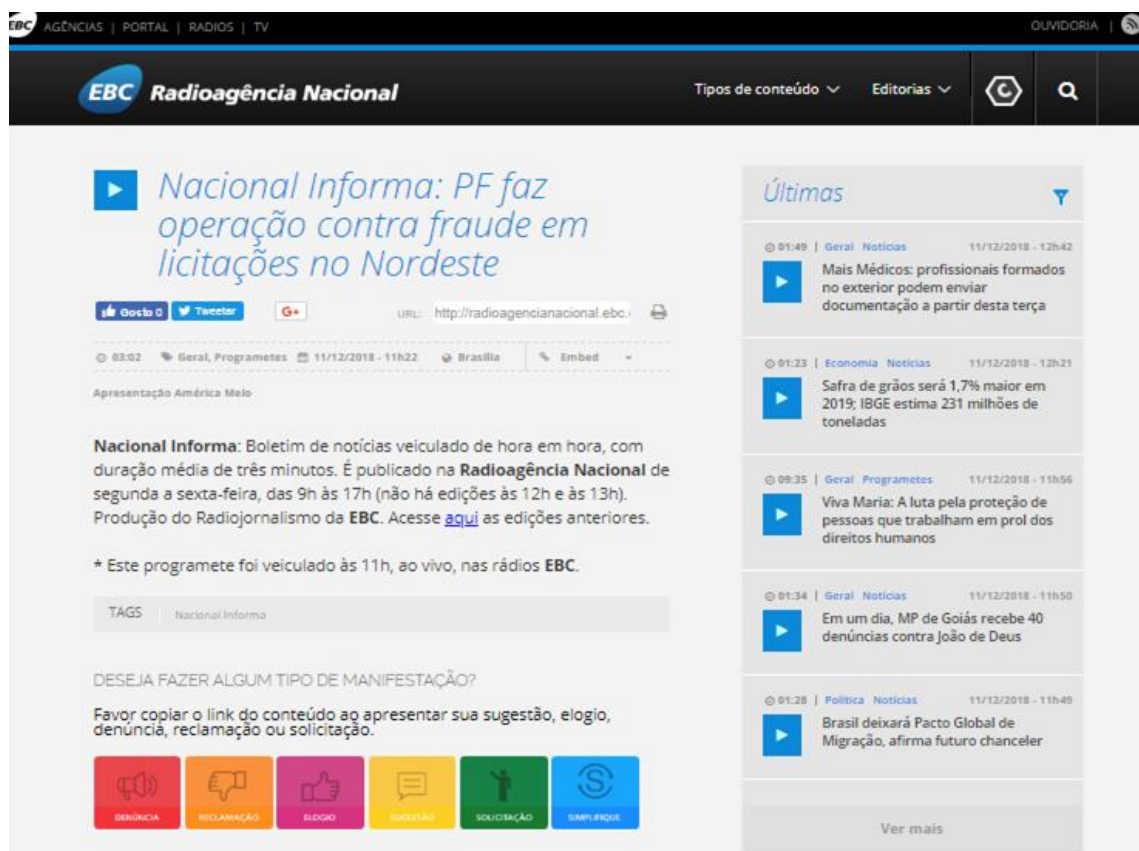 EBC AGÊNCIAS | PORTAL | RADIOS | TV
OUVIDORIA |
EBC Radioagência Nacional
Tipos de conteúdo
Editorias
Nacional Informa: PF faz
operação contra fraude em
licitações no Nordeste
Gosto 0
Tweetar
G+
URL: http://radioagencianacional.ebc.
03:02 Geral, Programetes 11/12/2018 - 11h22 Brasília Embed
Apresentação América Melo
Nacional Informa: Boletim de notícias veiculado de hora em hora, com
duração média de três minutos. É publicado na Radioagência Nacional de
segunda a sexta-feira, das 9h às 17h (não há edições às 12h e às 13h).
Produção do Radiojornalismo da EBC. Acesse aqui as edições anteriores.
* Este programete foi veiculado às 11h, ao vivo, nas rádios EBC.
TAGS Nacional Informa
DESEJA FAZER ALGUM TIPO DE MANIFESTAÇÃO?
Favor copiar o link do conteúdo ao apresentar sua sugestão, elogio,
denúncia, reclamação ou solicitação.
DENÚNCIA
RECLAMAÇÃO
ELOGIO
SUGESTÃO
SOLICITAÇÃO
SIMPLIFIQUE
Últimas
01:49 | Geral Notícias 11/12/2018 - 12h42
Mais Médicos: profissionais formados
no exterior podem enviar
documentação a partir desta terça
01:23 | Economia Notícias 11/12/2018 - 12h21
Safra de grãos será 1,7% maior em
2019; IBGE estima 231 milhões de
toneladas
09:35 | Geral Programetes 11/12/2018 - 11h56
Viva Maria: A luta pela proteção de
pessoas que trabalham em prol dos
direitos humanos
01:34 | Geral Notícias 11/12/2018 - 11h50
Em um dia, MP de Goiás recebe 40
denúncias contra João de Deus
01:28 | Política Notícias 11/12/2018 - 11h49
Brasil deixará Pacto Global de
Migração, afirma futuro chanceler
Ver mais